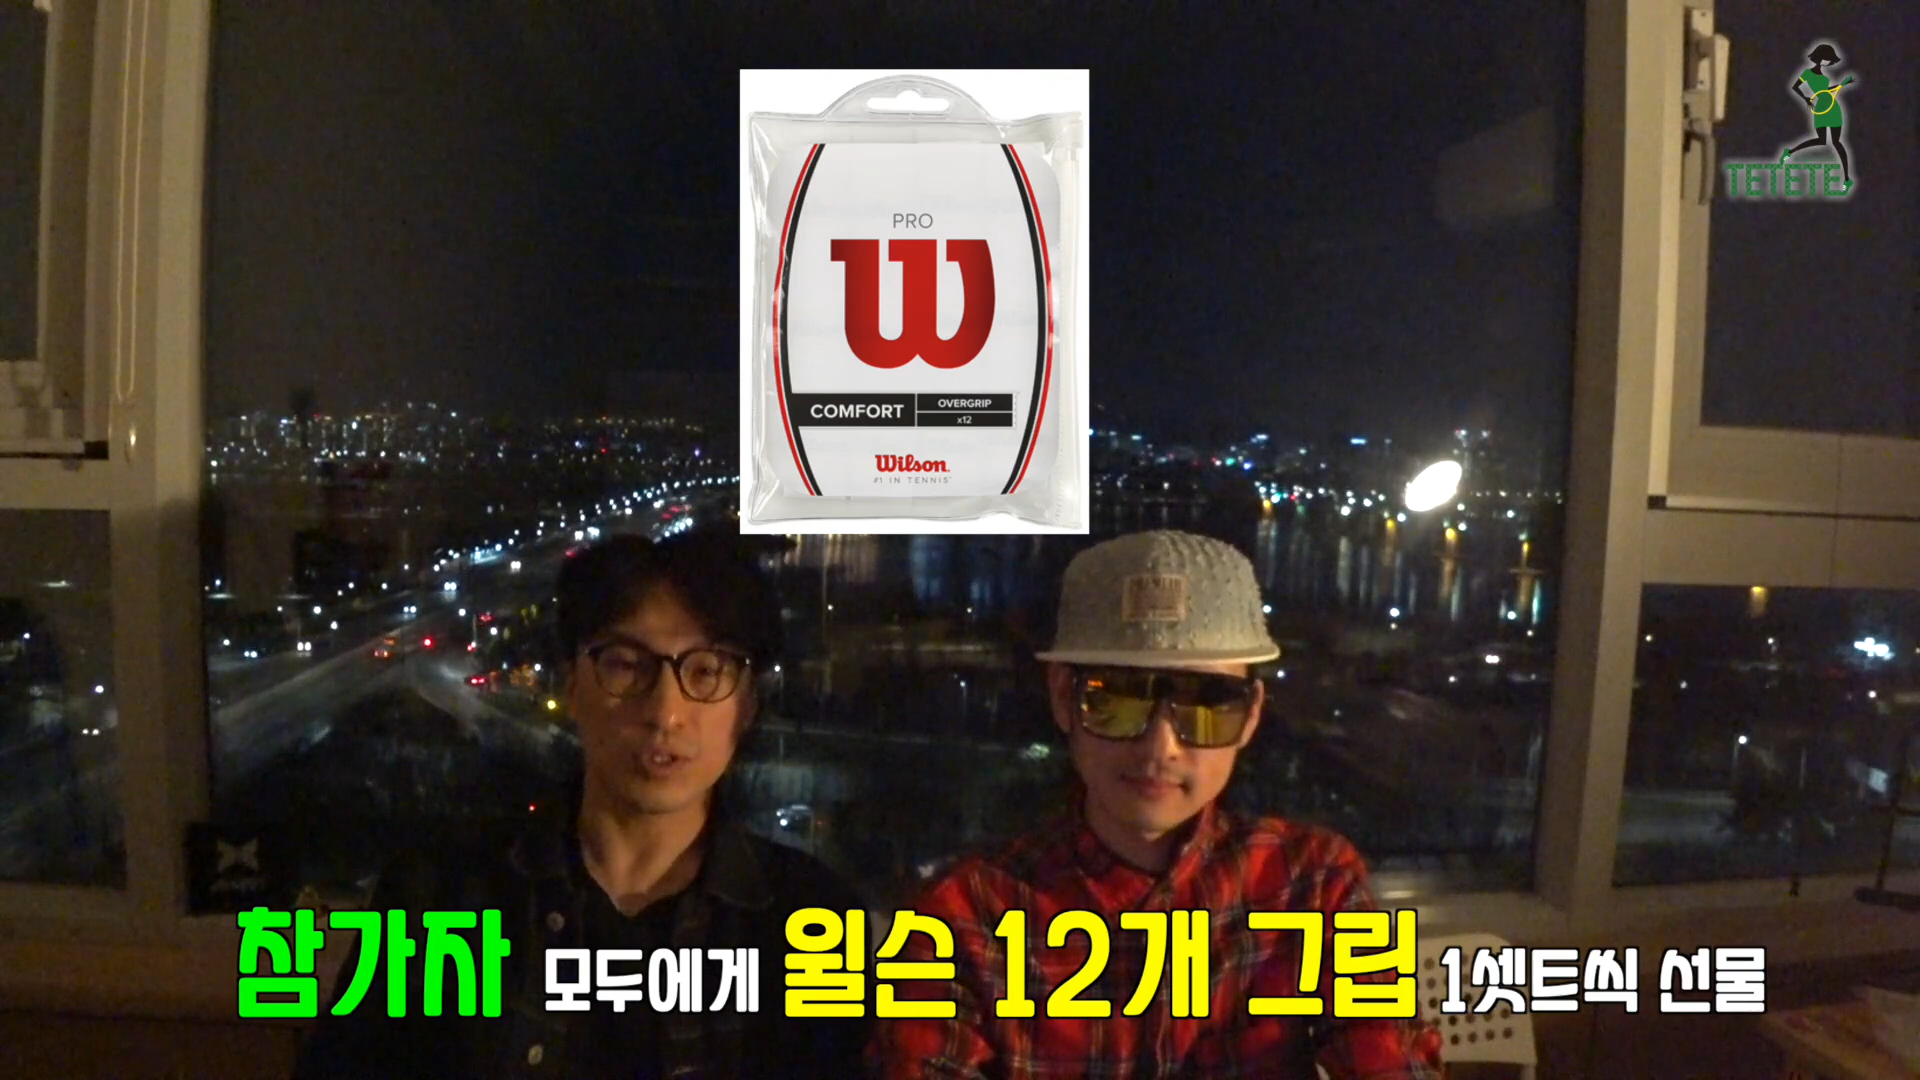 TETETE
PRO
W
COMFORT
OVERGRIP
x12
Wilson
#1 IN TENNIS
참가자 모두에게 윌슨 12개 그립 1셋트씩 선물